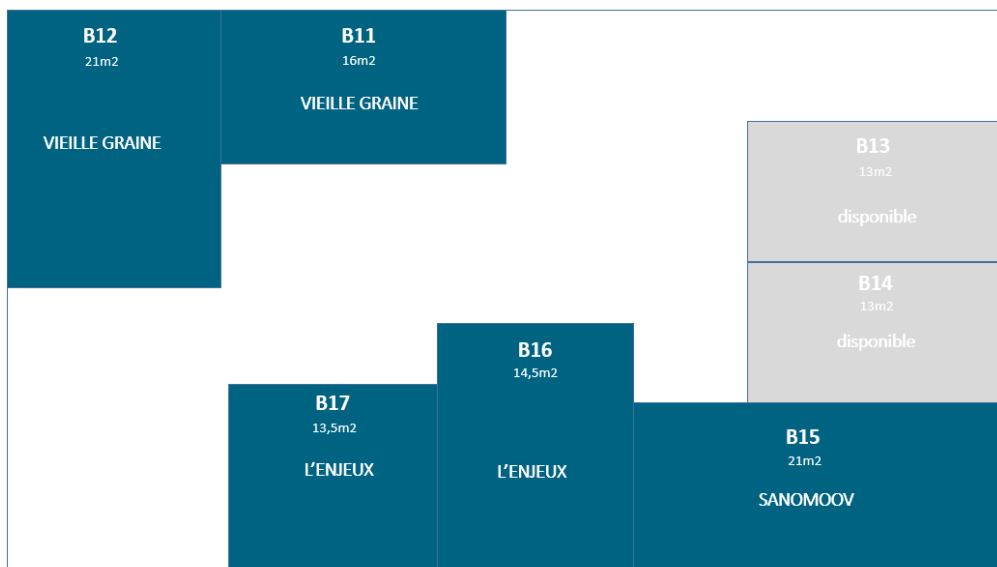 B12
21m2
VIEILLE GRAINE
B11
16m2
VIEILLE GRAINE
B13
13m2
disponible
B14
13m2
disponible
B17
13,5m2
L'ENJEUX
B16
14,5m2
L'ENJEUX
B15
21m2
SANOMOOV